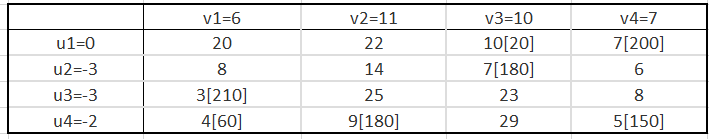 v1=6 v2=11 v3=10 v4=7
u1=0 20 22 10[20] 7[200]
u2=-3 8 14 7[180] 6
u3=-3 3[210] 25 23 8
u4=-2 4[60] 9[180] 29 5[150]